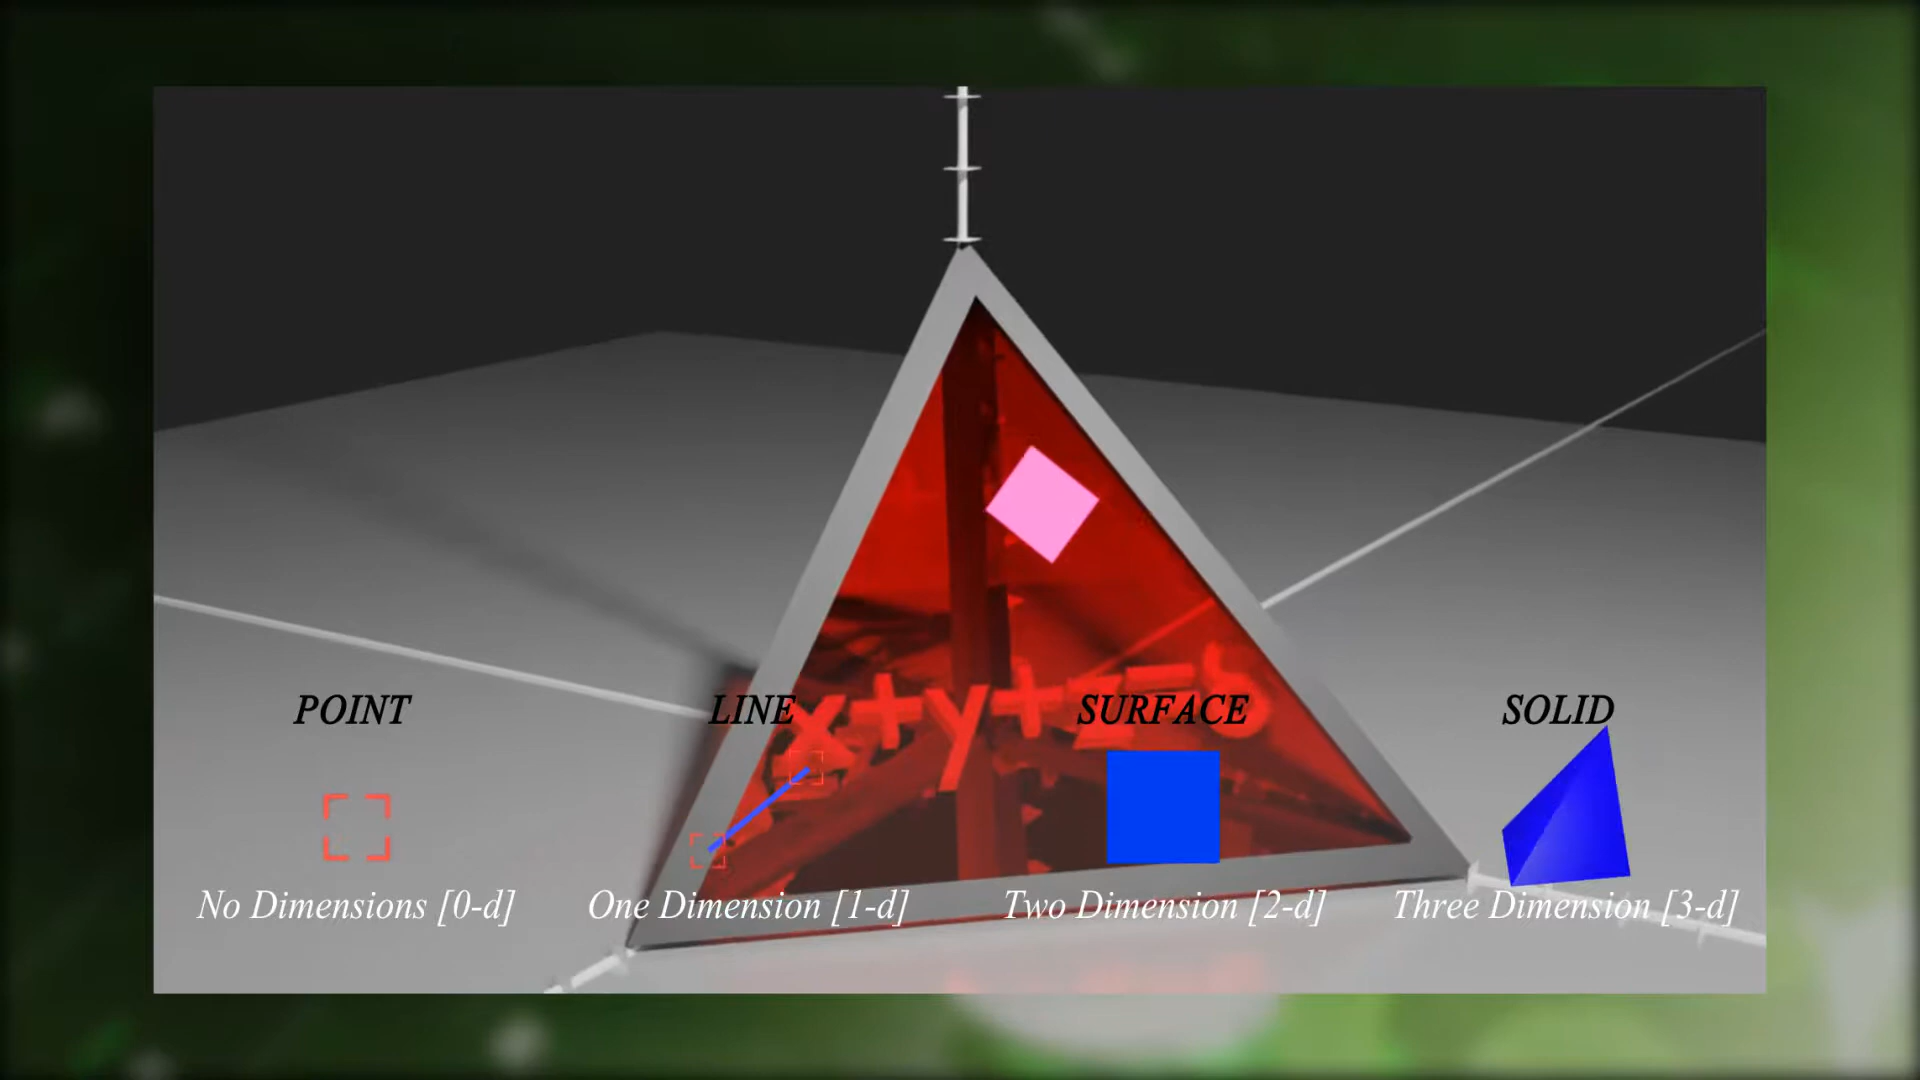 POINT LINE SURFACE SOLID
x+y+z=6
No Dimensions [0-d] One Dimension [1-d] Two Dimension [2-d] Three Dimension [3-d]